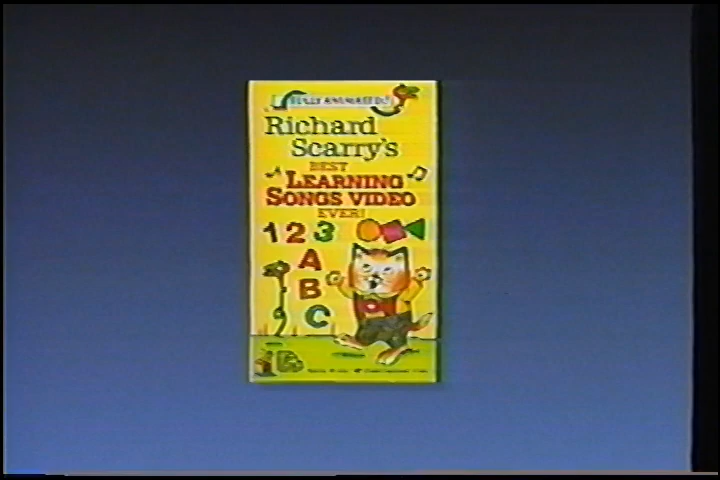 FULLY ANIMATED!
Richard
Scarry's
BEST
LEARNING
SONGS VIDEO
EVER!
1 2 3
A
B
C